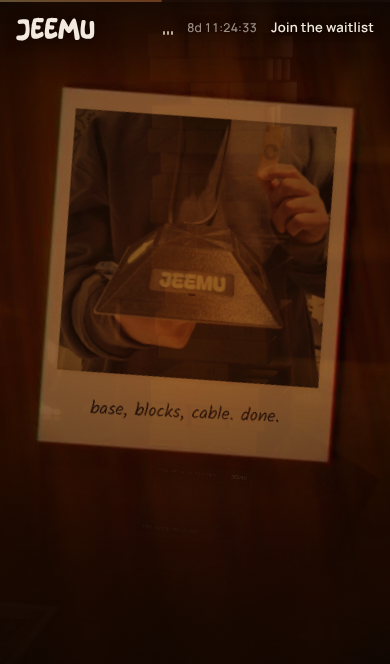 JEEMU
8d 11:24:33
Join the waitlist
JEEMU
base, blocks, cable. done.